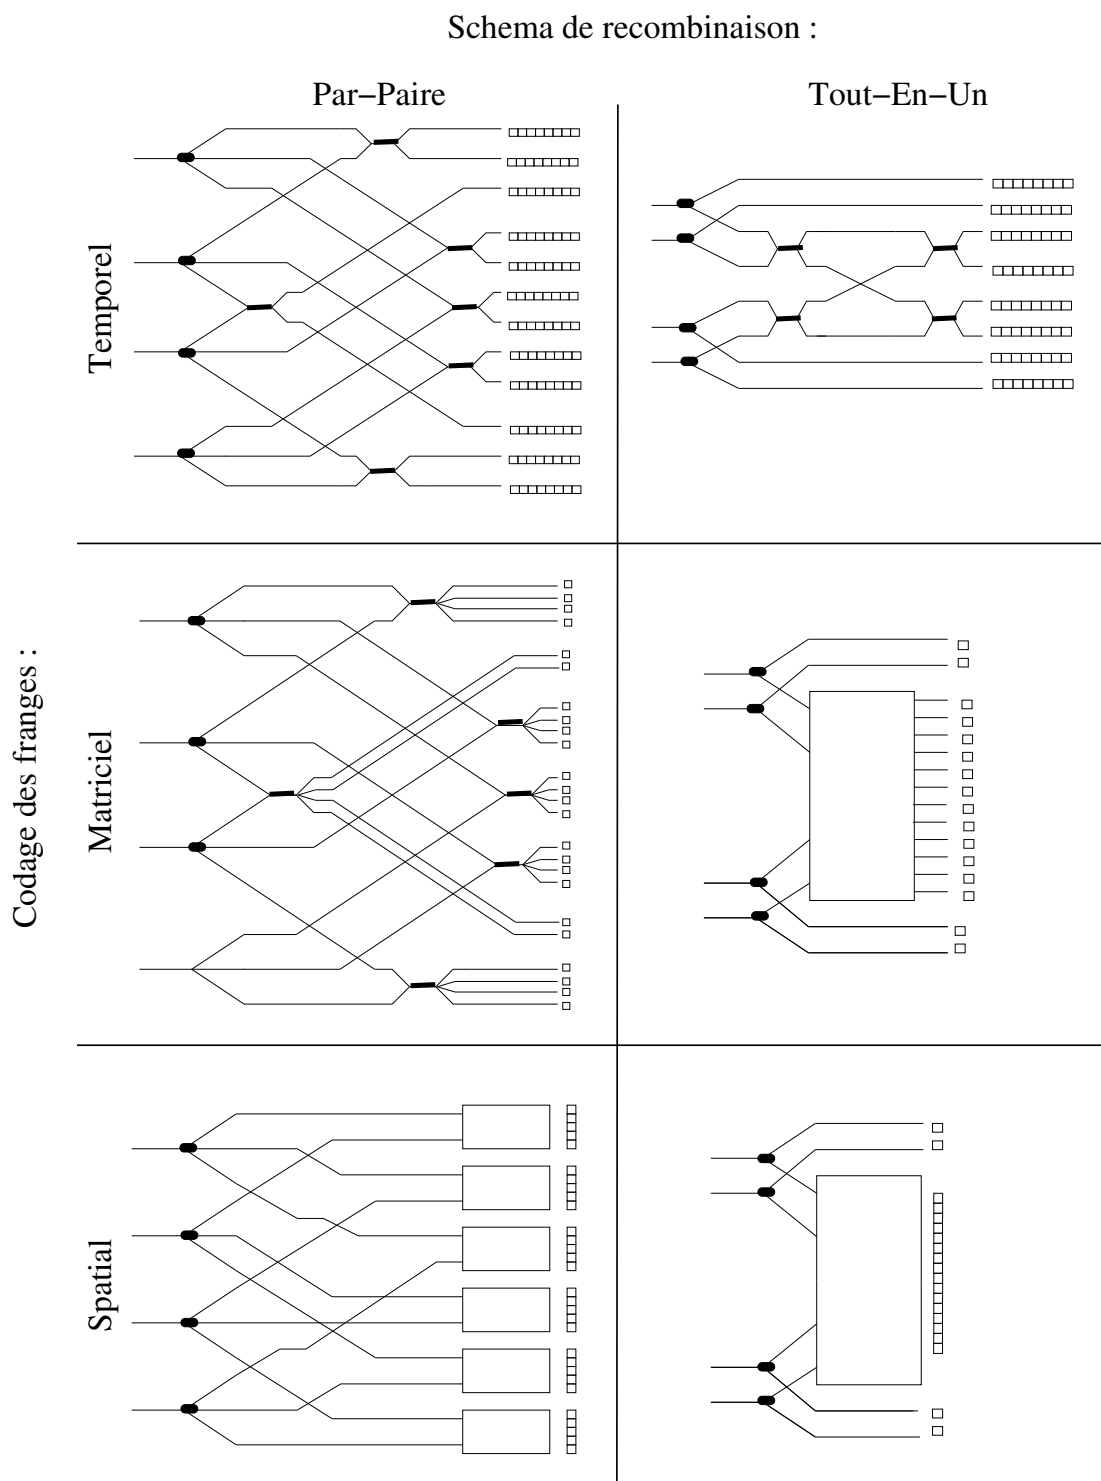 Schema de recombinaison :
Par−Paire
Tout−En−Un
Codage des franges :
Temporel
Matriciel
Spatial